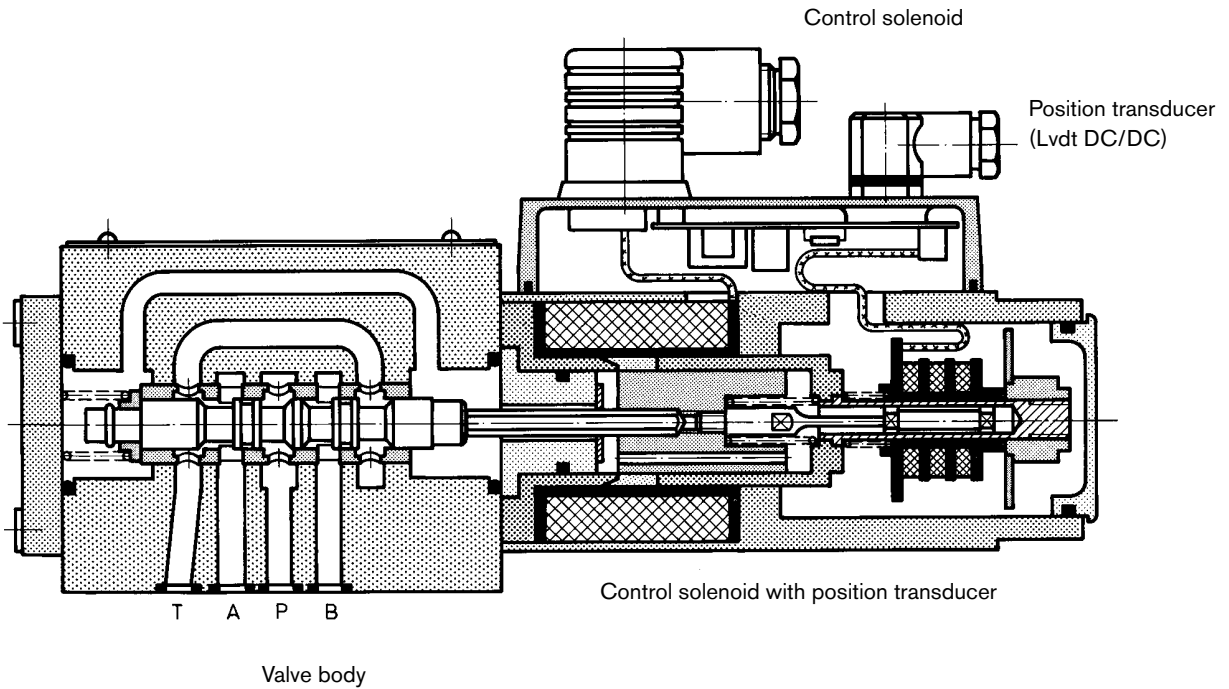 Control solenoid
Position transducer
(Lvdt DC/DC)
T A P B
Control solenoid with position transducer
Valve body